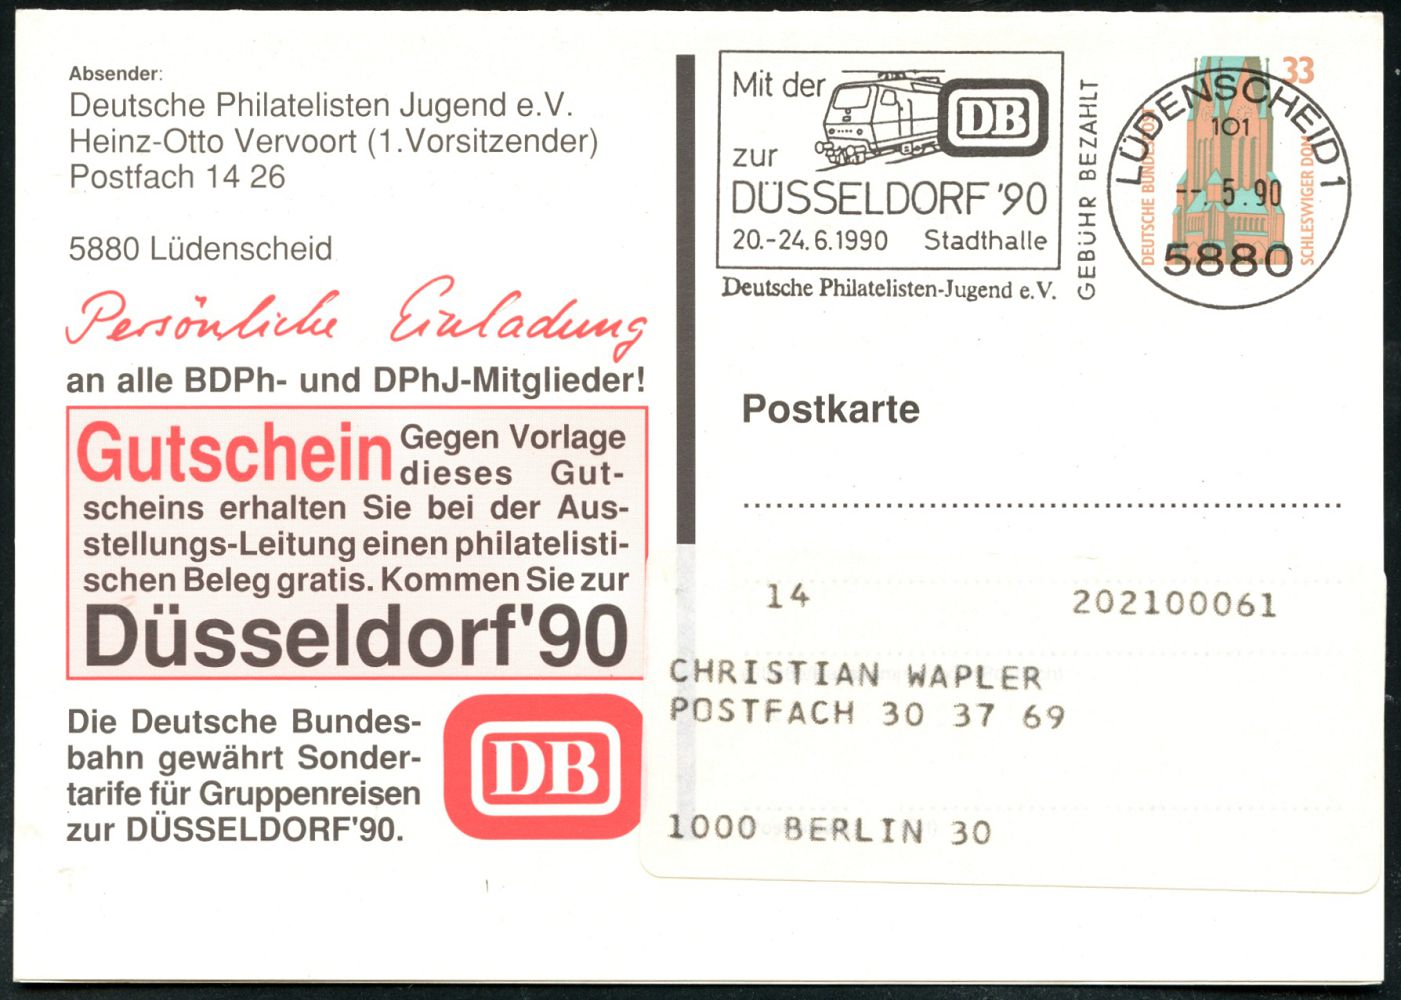 Absender:
Deutsche Philatelisten Jugend e.V.
Heinz-Otto Vervoort (1.Vorsitzender)
Postfach 14 26
5880 Lüdenscheid
Persönliche Einladung
an alle BDPh- und DPhJ-Mitglieder!
Gutschein Gegen Vorlage
dieses Gut-
scheins erhalten Sie bei der Aus-
stellungs-Leitung einen philatelisti-
schen Beleg gratis. Kommen Sie zur
Düsseldorf'90
Die Deutsche Bundes-
bahn gewährt Sonder-
tarife für Gruppenreisen
zur DÜSSELDORF'90.
DB
Mit der
DB
zur
DÜSSELDORF '90
20.-24.6.1990 Stadthalle
Deutsche Philatelisten-Jugend e.V.
GEBÜHR BEZAHLT
33
DEUTSCHE BUNDESPOST
SCHLESWIGER DOM
LÜDENSCHEID 1
101
--.5.90
5880
Postkarte
14 202100061
CHRISTIAN WAPLER
POSTFACH 30 37 69
1000 BERLIN 30